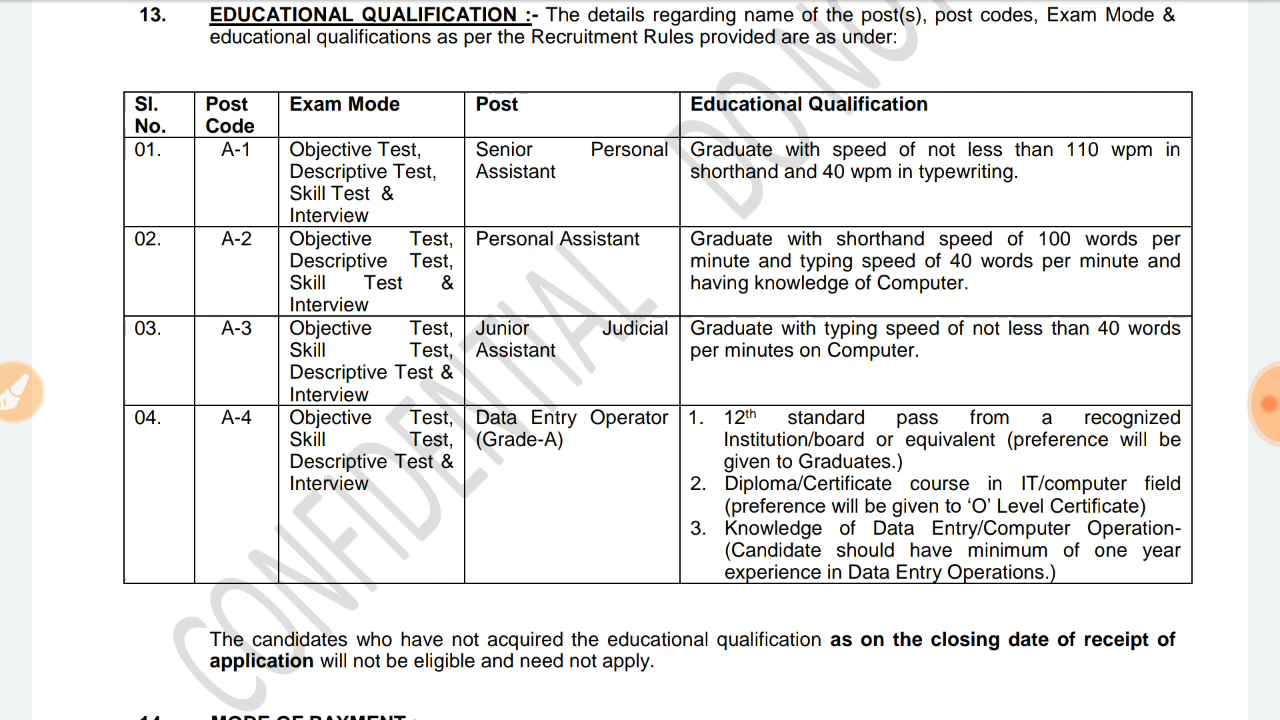 13. EDUCATIONAL QUALIFICATION :- The details regarding name of the post(s), post codes, Exam Mode &
educational qualifications as per the Recruitment Rules provided are as under:
Sl. No. Post Code Exam Mode Post Educational Qualification
01. A-1
Objective Test,
Descriptive Test,
Skill Test &
Interview
Senior Personal
Assistant
Graduate with speed of not less than 110 wpm in
shorthand and 40 wpm in typewriting.
02. A-2
Objective Test,
Descriptive Test,
Skill Test &
Interview
Personal Assistant
Graduate with shorthand speed of 100 words per
minute and typing speed of 40 words per minute and
having knowledge of Computer.
03. A-3
Objective Test,
Skill Test,
Descriptive Test &
Interview
Junior Judicial
Assistant
Graduate with typing speed of not less than 40 words
per minutes on Computer.
04. A-4
Objective Test,
Skill Test,
Descriptive Test &
Interview
Data Entry Operator
(Grade-A)
1. 12th standard pass from a recognized
Institution/board or equivalent (preference will be
given to Graduates.)
2. Diploma/Certificate course in IT/computer field
(preference will be given to ‘O’ Level Certificate)
3. Knowledge of Data Entry/Computer Operation-
(Candidate should have minimum of one year
experience in Data Entry Operations.)
The candidates who have not acquired the educational qualification as on the closing date of receipt of
application will not be eligible and need not apply.
14. MODE OF PAYMENT:-
CONFIDENTIAL DO NOT